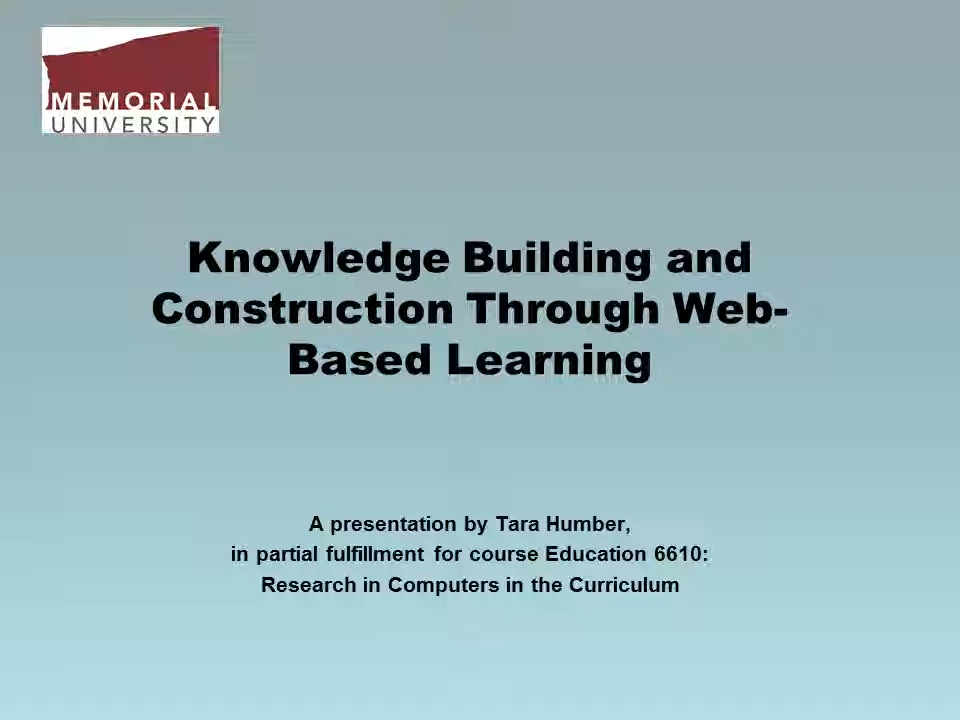 MEMORIAL
UNIVERSITY
Knowledge Building and
Construction Through Web-
Based Learning
A presentation by Tara Humber,
in partial fulfillment for course Education 6610:
Research in Computers in the Curriculum